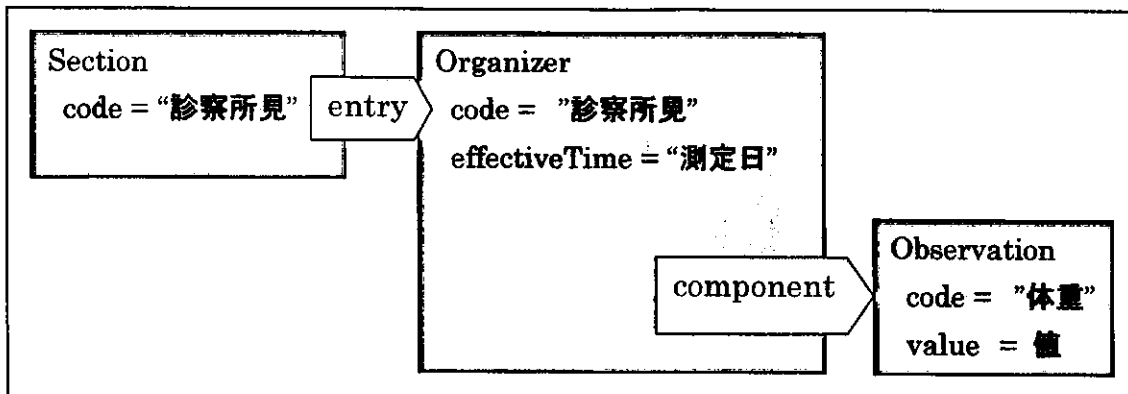 Section
code = “診察所見”
entry
Organizer
code = ”診察所見”
effectiveTime = “測定日”
component
Observation
code = ”体重”
value = 値